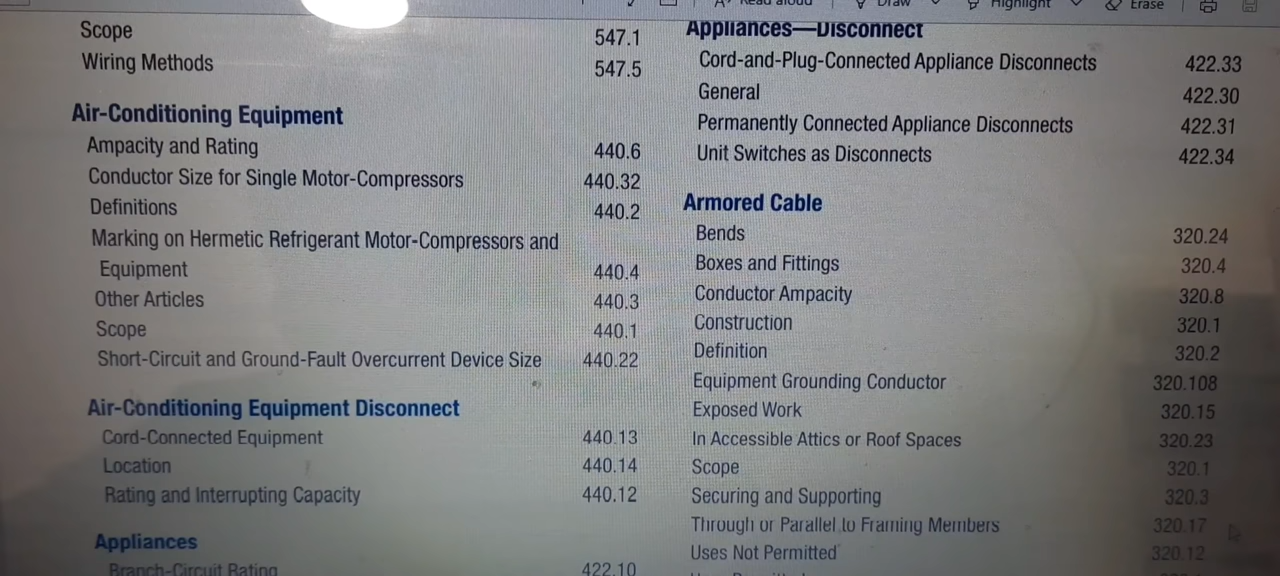 Read aloud
Draw
Highlight
Erase
Scope 547.1
Wiring Methods 547.5
Air-Conditioning Equipment
Ampacity and Rating 440.6
Conductor Size for Single Motor-Compressors 440.32
Definitions 440.2
Marking on Hermetic Refrigerant Motor-Compressors and
Equipment 440.4
Other Articles 440.3
Scope 440.1
Short-Circuit and Ground-Fault Overcurrent Device Size 440.22
Air-Conditioning Equipment Disconnect
Cord-Connected Equipment 440.13
Location 440.14
Rating and Interrupting Capacity 440.12
Appliances
Branch-Circuit Rating 422.10
Appliances—Disconnect
Cord-and-Plug-Connected Appliance Disconnects 422.33
General 422.30
Permanently Connected Appliance Disconnects 422.31
Unit Switches as Disconnects 422.34
Armored Cable
Bends 320.24
Boxes and Fittings 320.4
Conductor Ampacity 320.8
Construction 320.1
Definition 320.2
Equipment Grounding Conductor 320.108
Exposed Work 320.15
In Accessible Attics or Roof Spaces 320.23
Scope 320.1
Securing and Supporting 320.3
Through or Parallel to Framing Members 320.17
Uses Not Permitted 320.12